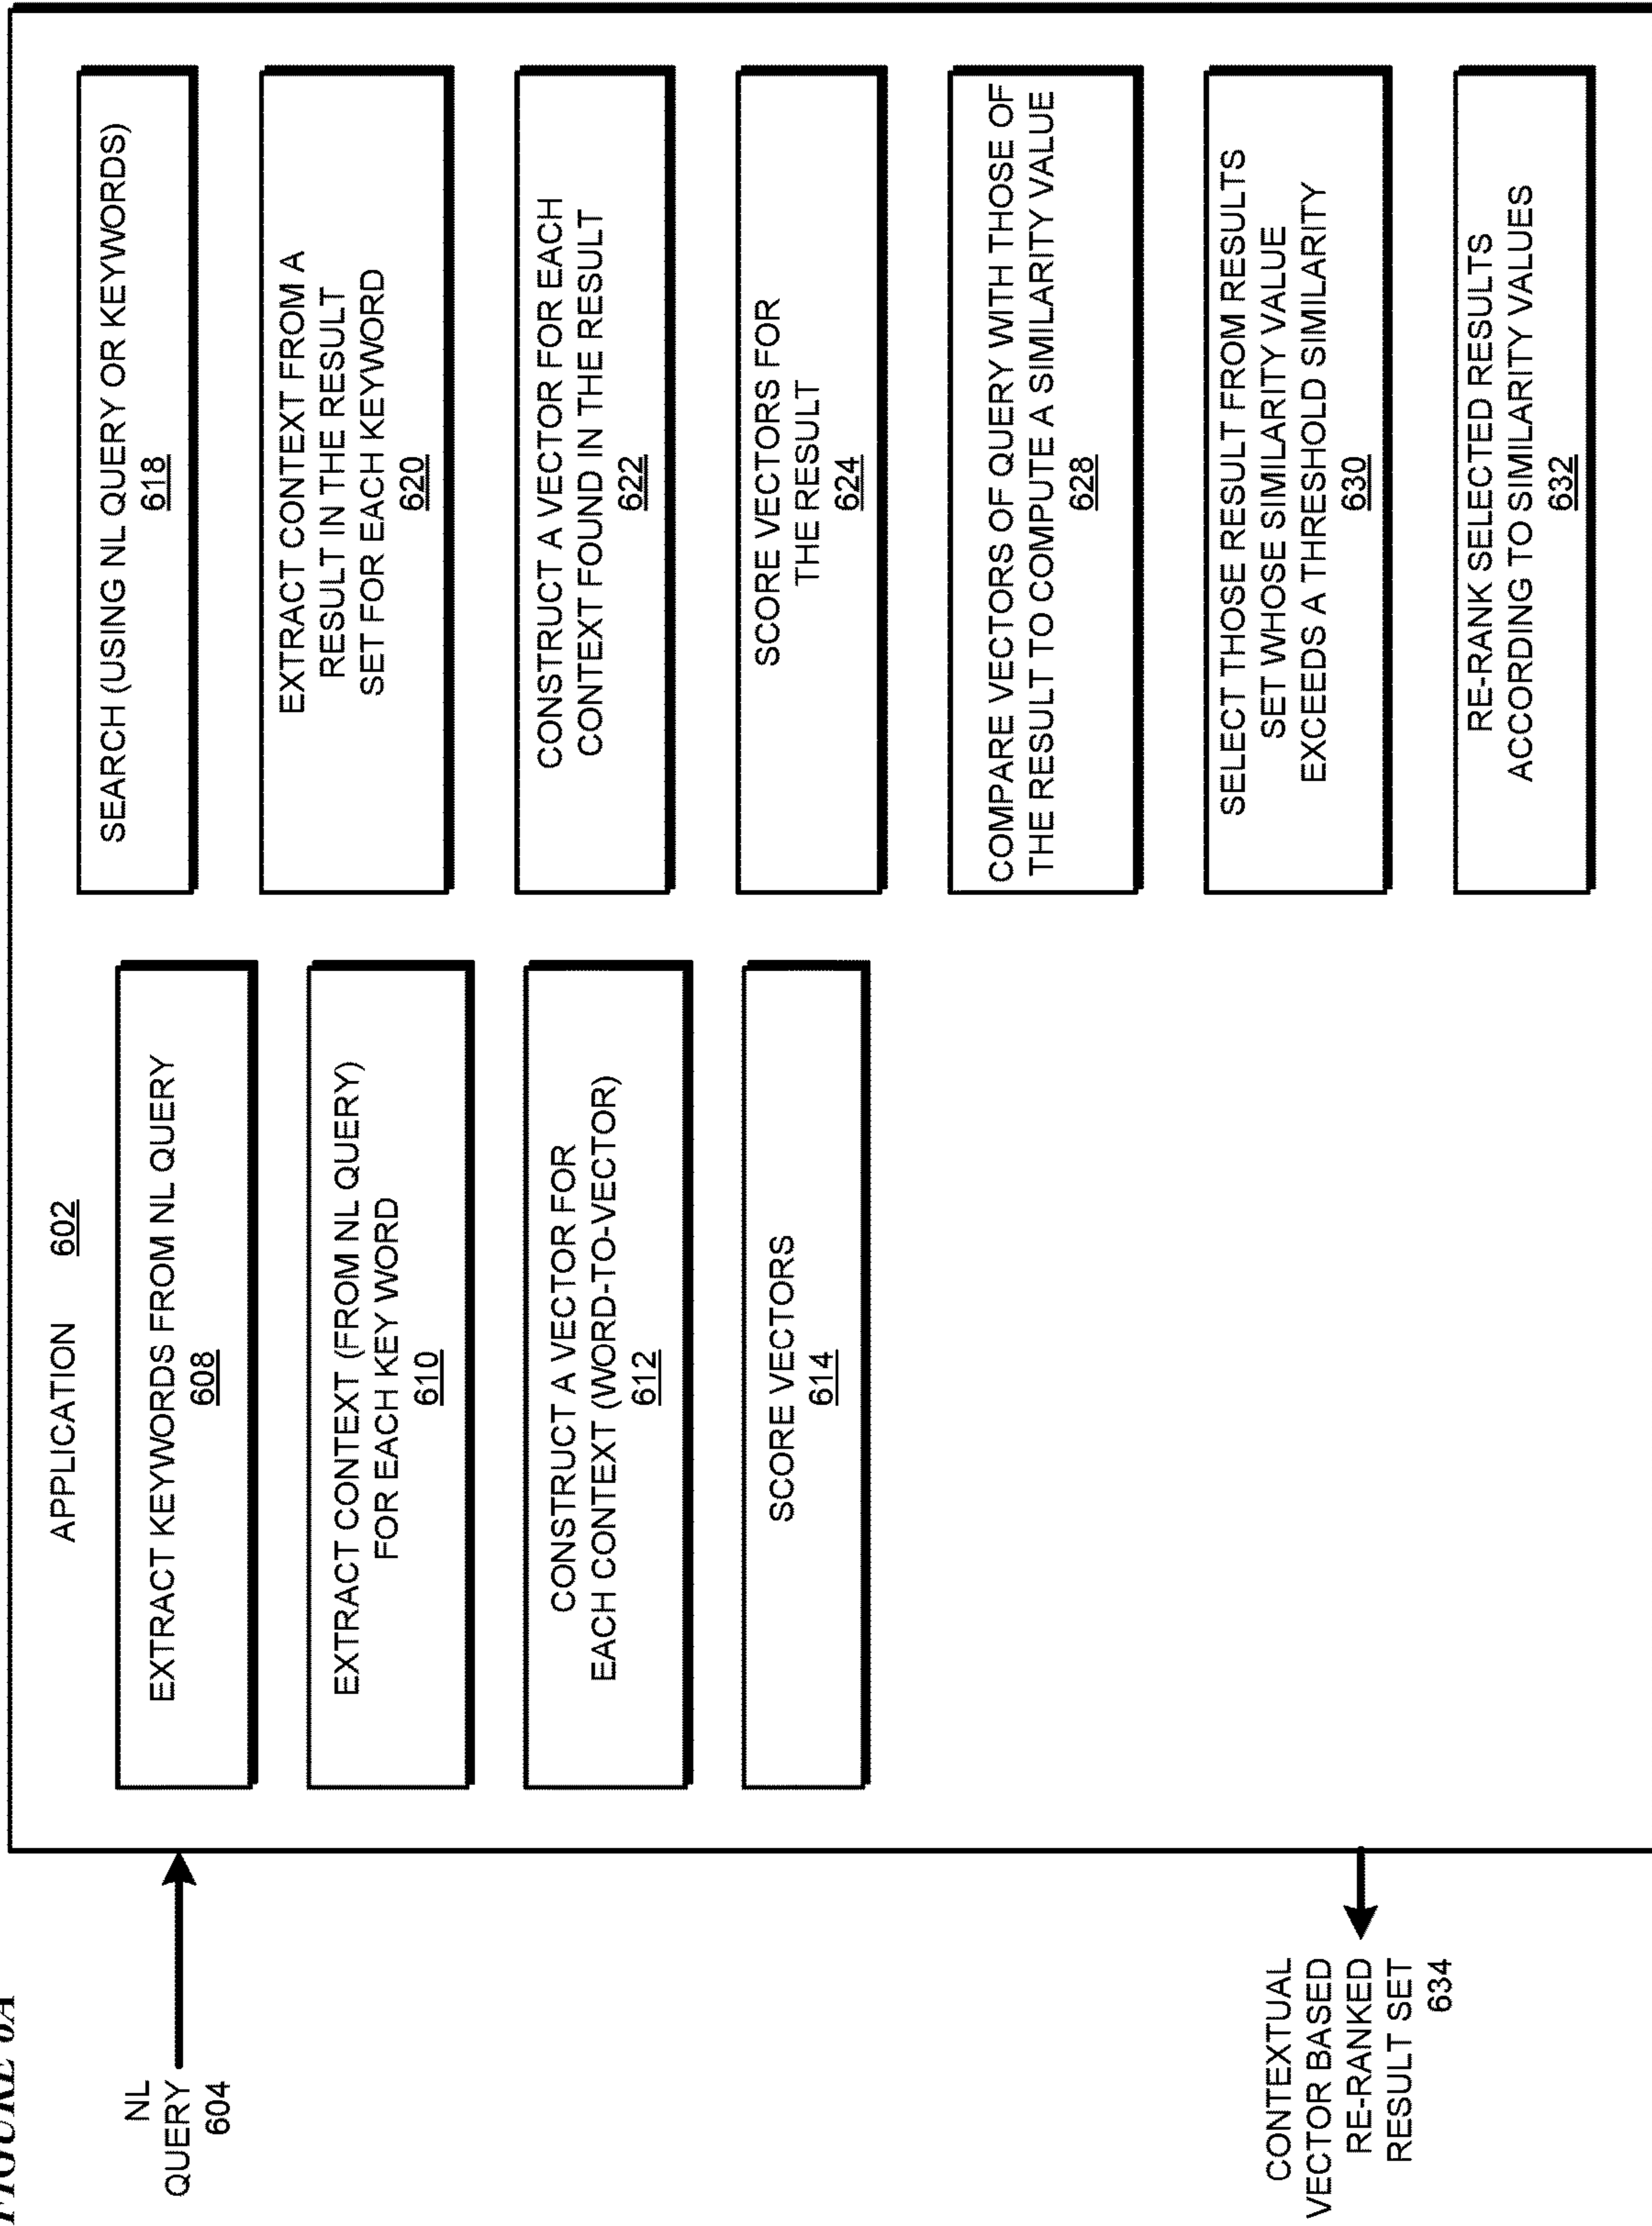 FIGURE 6A
APPLICATION 602
NL
QUERY
604
EXTRACT KEYWORDS FROM NL QUERY
608
EXTRACT CONTEXT (FROM NL QUERY)
FOR EACH KEY WORD
610
CONSTRUCT A VECTOR FOR
EACH CONTEXT (WORD-TO-VECTOR)
612
SCORE VECTORS
614
SEARCH (USING NL QUERY OR KEYWORDS)
618
EXTRACT CONTEXT FROM A
RESULT IN THE RESULT
SET FOR EACH KEYWORD
620
CONSTRUCT A VECTOR FOR EACH
CONTEXT FOUND IN THE RESULT
622
SCORE VECTORS FOR
THE RESULT
624
COMPARE VECTORS OF QUERY WITH THOSE OF
THE RESULT TO COMPUTE A SIMILARITY VALUE
628
SELECT THOSE RESULT FROM RESULTS
SET WHOSE SIMILARITY VALUE
EXCEEDS A THRESHOLD SIMILARITY
630
RE-RANK SELECTED RESULTS
ACCORDING TO SIMILARITY VALUES
632
CONTEXTUAL
VECTOR BASED
RE-RANKED
RESULT SET
634